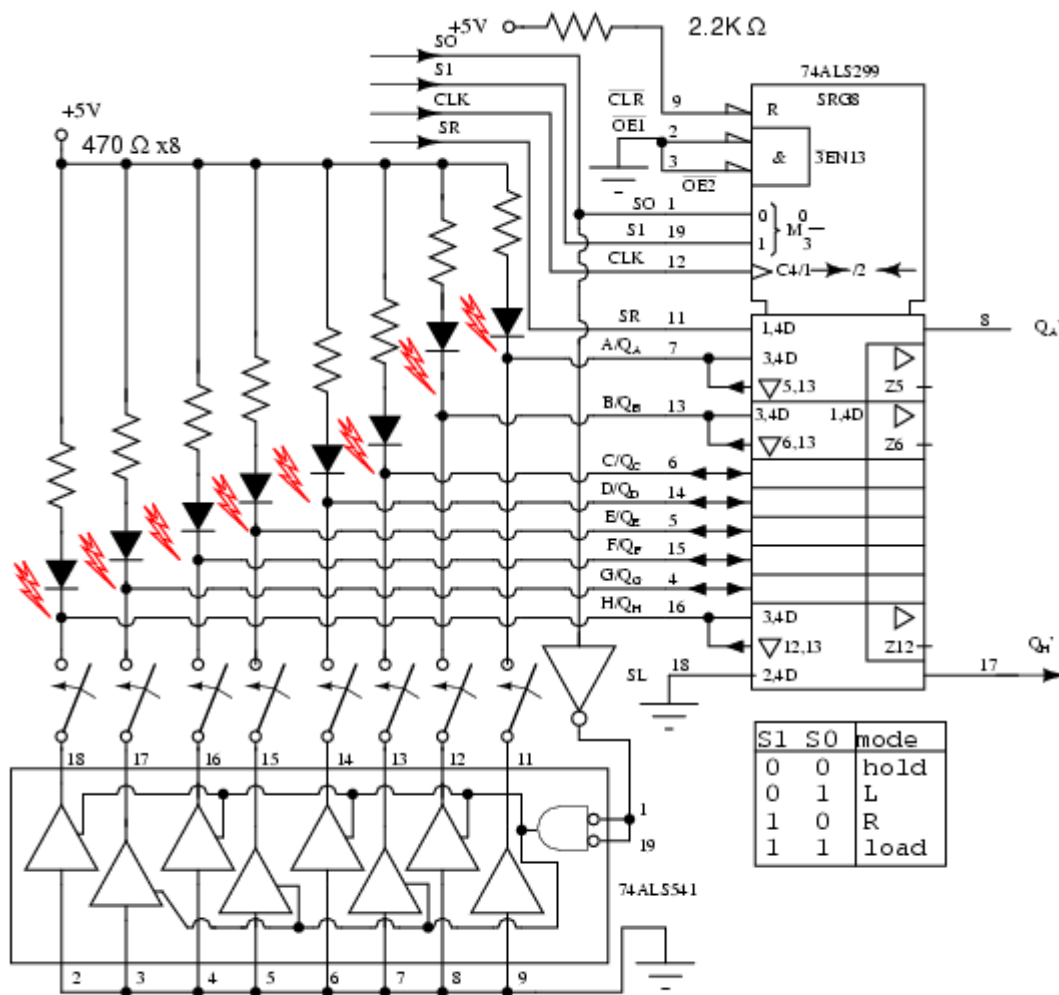 +5V
2.2K Ω
SO
S1
CLK
SR
74ALS299
SRG8
+5V
470 Ω x8
CLR 9 R
OE1 2
& 3EN13
3
OE2
SO 1 0 } M 0
S1 19 1 3
CLK 12 C4/1 /2
SR 11 1,4D 8 QA'
A/QA 7 3,4D
5,13 Z5
B/QB 13 3,4D 1,4D
6,13 Z6
C/QC 6
D/QD 14
E/QE 5
F/QF 15
G/QG 4
H/QH 16 3,4D
12,13 Z12
SL 18 2,4D 17 QH'
18 17 16 15 14 13 12 11
1
19
74ALS541
2 3 4 5 6 7 8 9
S1 S0 mode
0 0 hold
0 1 L
1 0 R
1 1 load